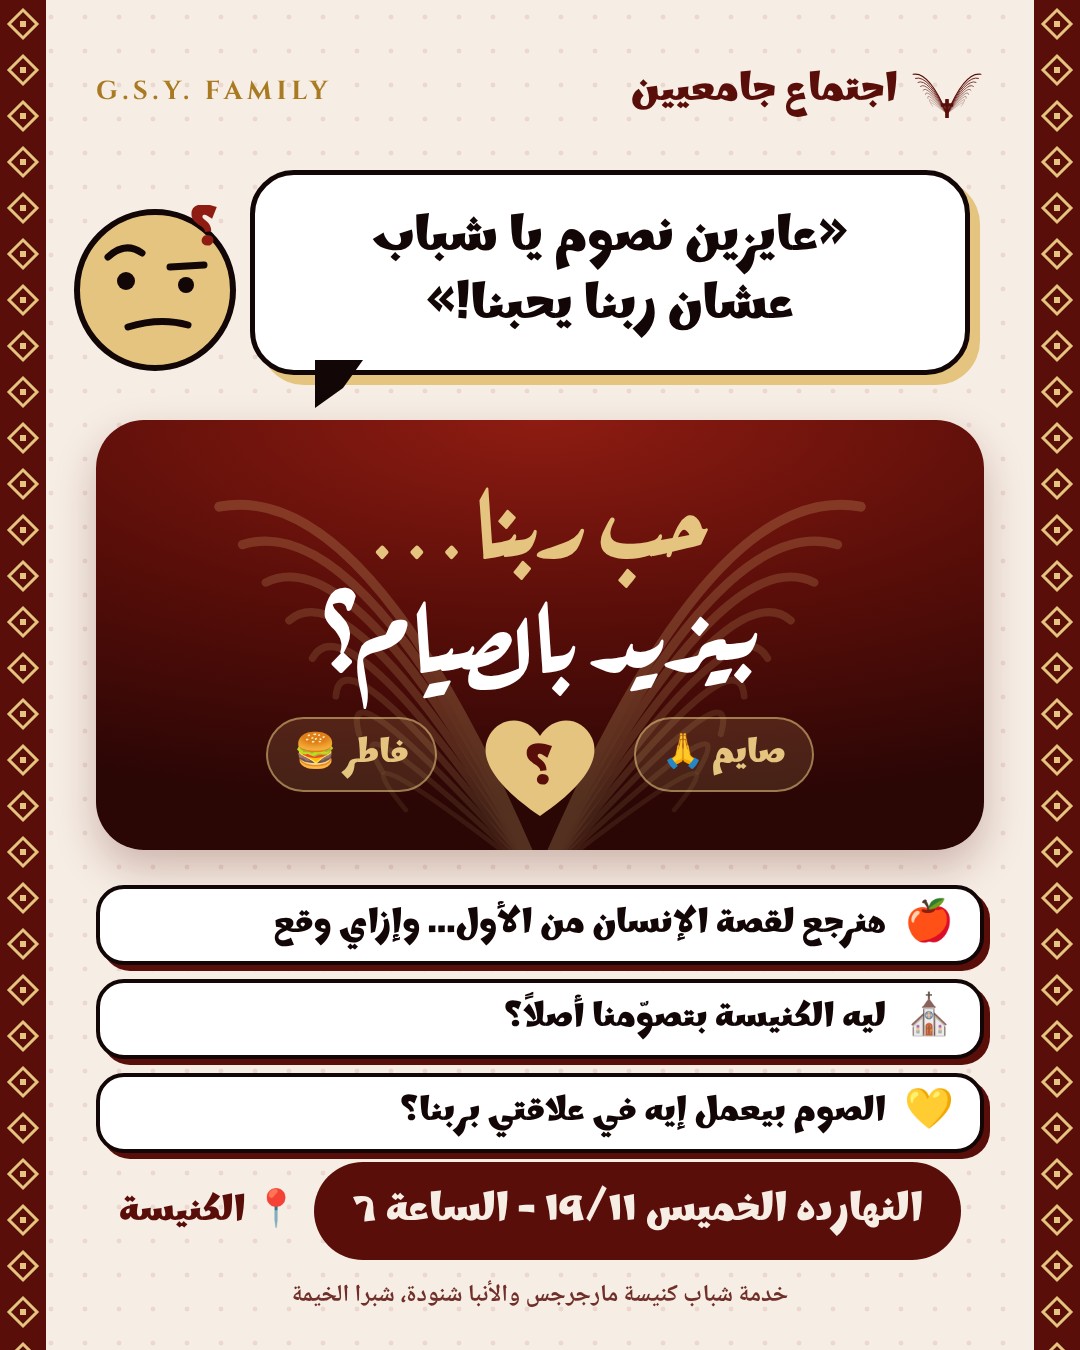 اجتماع جامعيين
G.S.Y. FAMILY
؟
«عايزين نصوم يا شباب
عشان ربنا يحبنا!»
حب ربنا . . .
بيزيد بالصيام؟
صايم 🙏
؟
فاطر 🍔
🍎 هنرجع لقصة الإنسان من الأول... وإزاي وقع
⛪ ليه الكنيسة بتصوّمنا أصلاً؟
💛 الصوم بيعمل إيه في علاقتي بربنا؟
النهارده الخميس ١٩/١١ - الساعة ٦
📍 الكنيسة
خدمة شباب كنيسة مارجرجس والأنبا شنودة، شبرا الخيمة